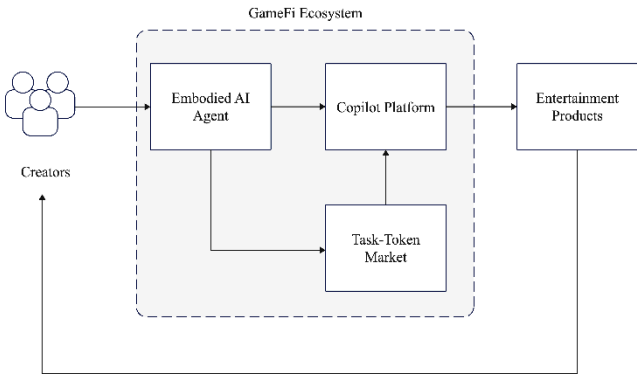 GameFi Ecosystem
Embodied AI
Agent
Copilot Platform
Entertainment
Products
Creators
Task-Token
Market